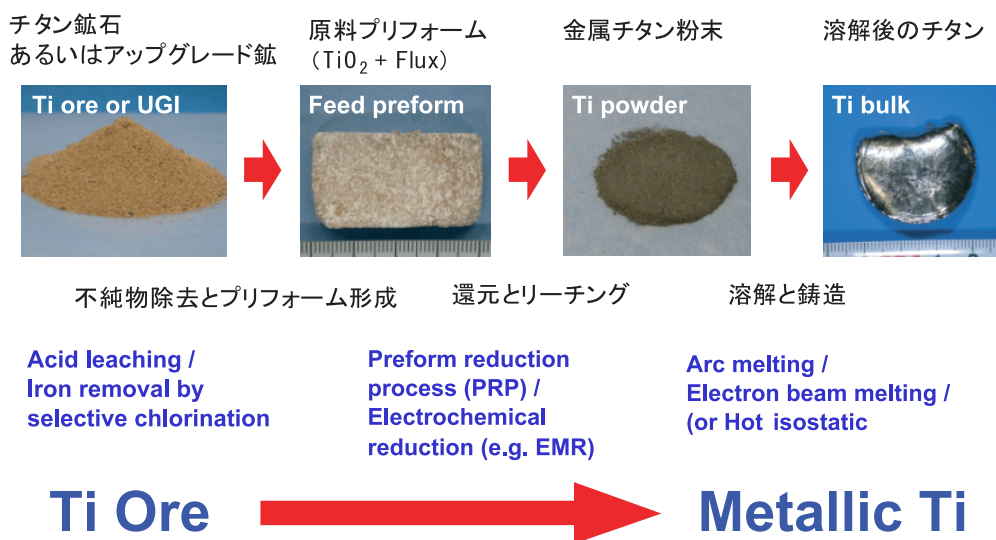 チタン鉱石
あるいはアップグレード鉱
原料プリフォーム
（TiO₂ + Flux）
金属チタン粉末
溶解後のチタン
Ti ore or UGI
Feed preform
Ti powder
Ti bulk
不純物除去とプリフォーム形成
還元とリーチング
溶解と鋳造
Acid leaching /
Iron removal by
selective chlorination
Preform reduction
process (PRP) /
Electrochemical
reduction (e.g. EMR)
Arc melting /
Electron beam melting /
(or Hot isostatic
Ti Ore
Metallic Ti